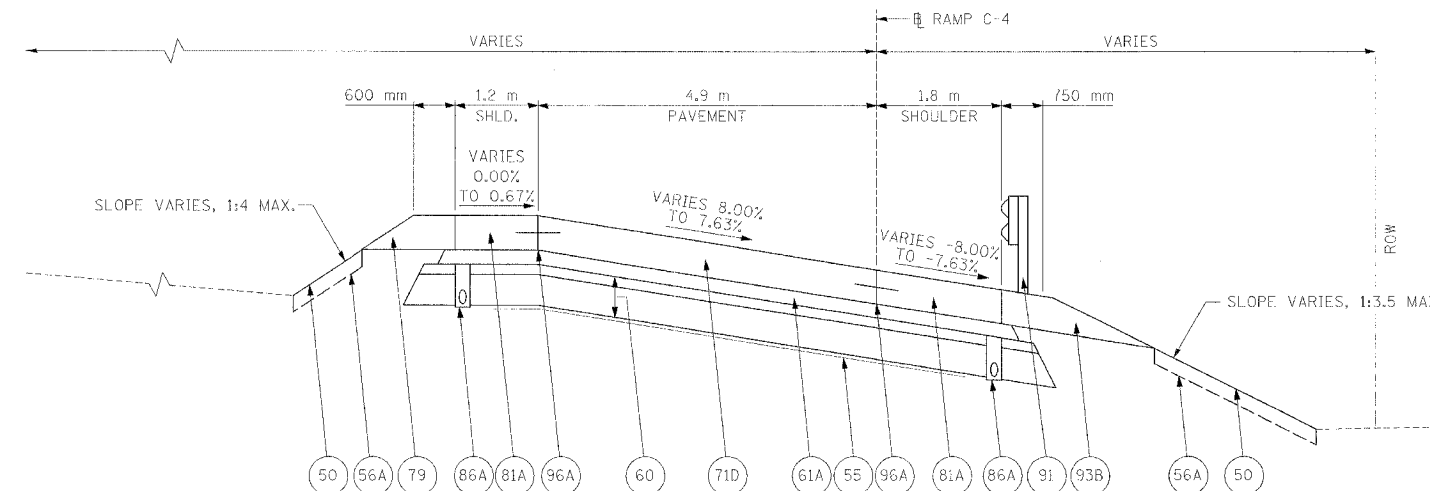 RAMP C-4
VARIES
VARIES
600 mm
1.2 m
SHLD.
4.9 m
PAVEMENT
1.8 m
SHOULDER
750 mm
VARIES
0.00%
TO 0.67%
SLOPE VARIES, 1:4 MAX.
VARIES 8.00%
TO 7.63%
VARIES -8.00%
TO -7.63%
ROW
SLOPE VARIES, 1:3.5 MAX
50
56A
79
86A
81A
96A
60
71D
61A
55
96A
81A
86A
91
93B
56A
50